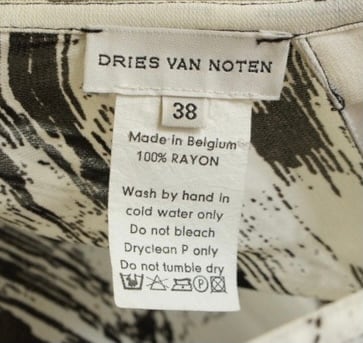 DRIES VAN NOTEN
38
Made in Belgium
100% RAYON
Wash by hand in
cold water only
Do not bleach
Dryclean P only
Do not tumble dry